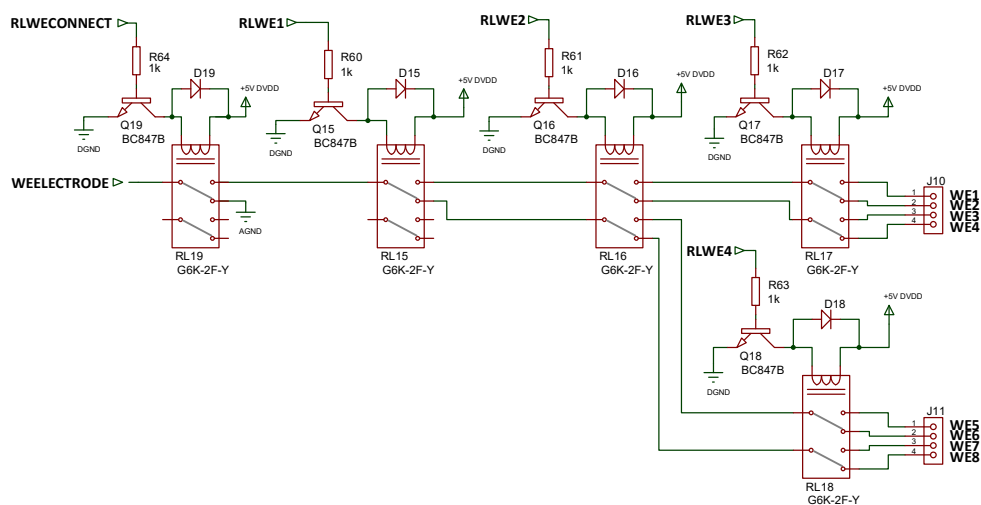 RLWECONNECT
RLWE1
RLWE2
RLWE3
R64
1k
D19
+5V DVDD
R60
1k
D15
+5V DVDD
R61
1k
D16
+5V DVDD
R62
1k
D17
+5V DVDD
Q19
BC847B
DGND
Q15
BC847B
DGND
Q16
BC847B
DGND
Q17
BC847B
DGND
WEELECTRODE
AGND
RL19
G6K-2F-Y
RL15
G6K-2F-Y
RL16
G6K-2F-Y
RL17
G6K-2F-Y
J10
1 WE1
2 WE2
3 WE3
4 WE4
RLWE4
R63
1k
D18
+5V DVDD
Q18
BC847B
DGND
RL18
G6K-2F-Y
J11
1 WE5
2 WE6
3 WE7
4 WE8